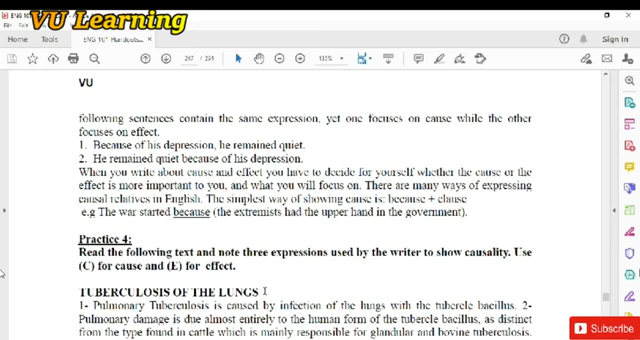 VU Learning
ENG 101 Handouts...
File
Home Tools ENG 101 Handouts... × Sign In
247 / 291 135%
VU
following sentences contain the same expression, yet one focuses on cause while the other
focuses on effect.
1. Because of his depression, he remained quiet.
2. He remained quiet because of his depression.
When you write about cause and effect you have to decide for yourself whether the cause or the
effect is more important to you, and what you will focus on. There are many ways of expressing
causal relatives in English. The simplest way of showing cause is: because + clause
e.g The war started because (the extremists had the upper hand in the government).
Practice 4:
Read the following text and note three expressions used by the writer to show causality. Use
(C) for cause and (E) for effect.
TUBERCULOSIS OF THE LUNGS
1- Pulmonary Tuberculosis is caused by infection of the lungs with the tubercle bacillus. 2-
Pulmonary damage is due almost entirely to the human form of the tubercle bacillus, as distinct
from the type found in cattle which is mainly responsible for glandular and bovine tuberculosis.
Subscribe